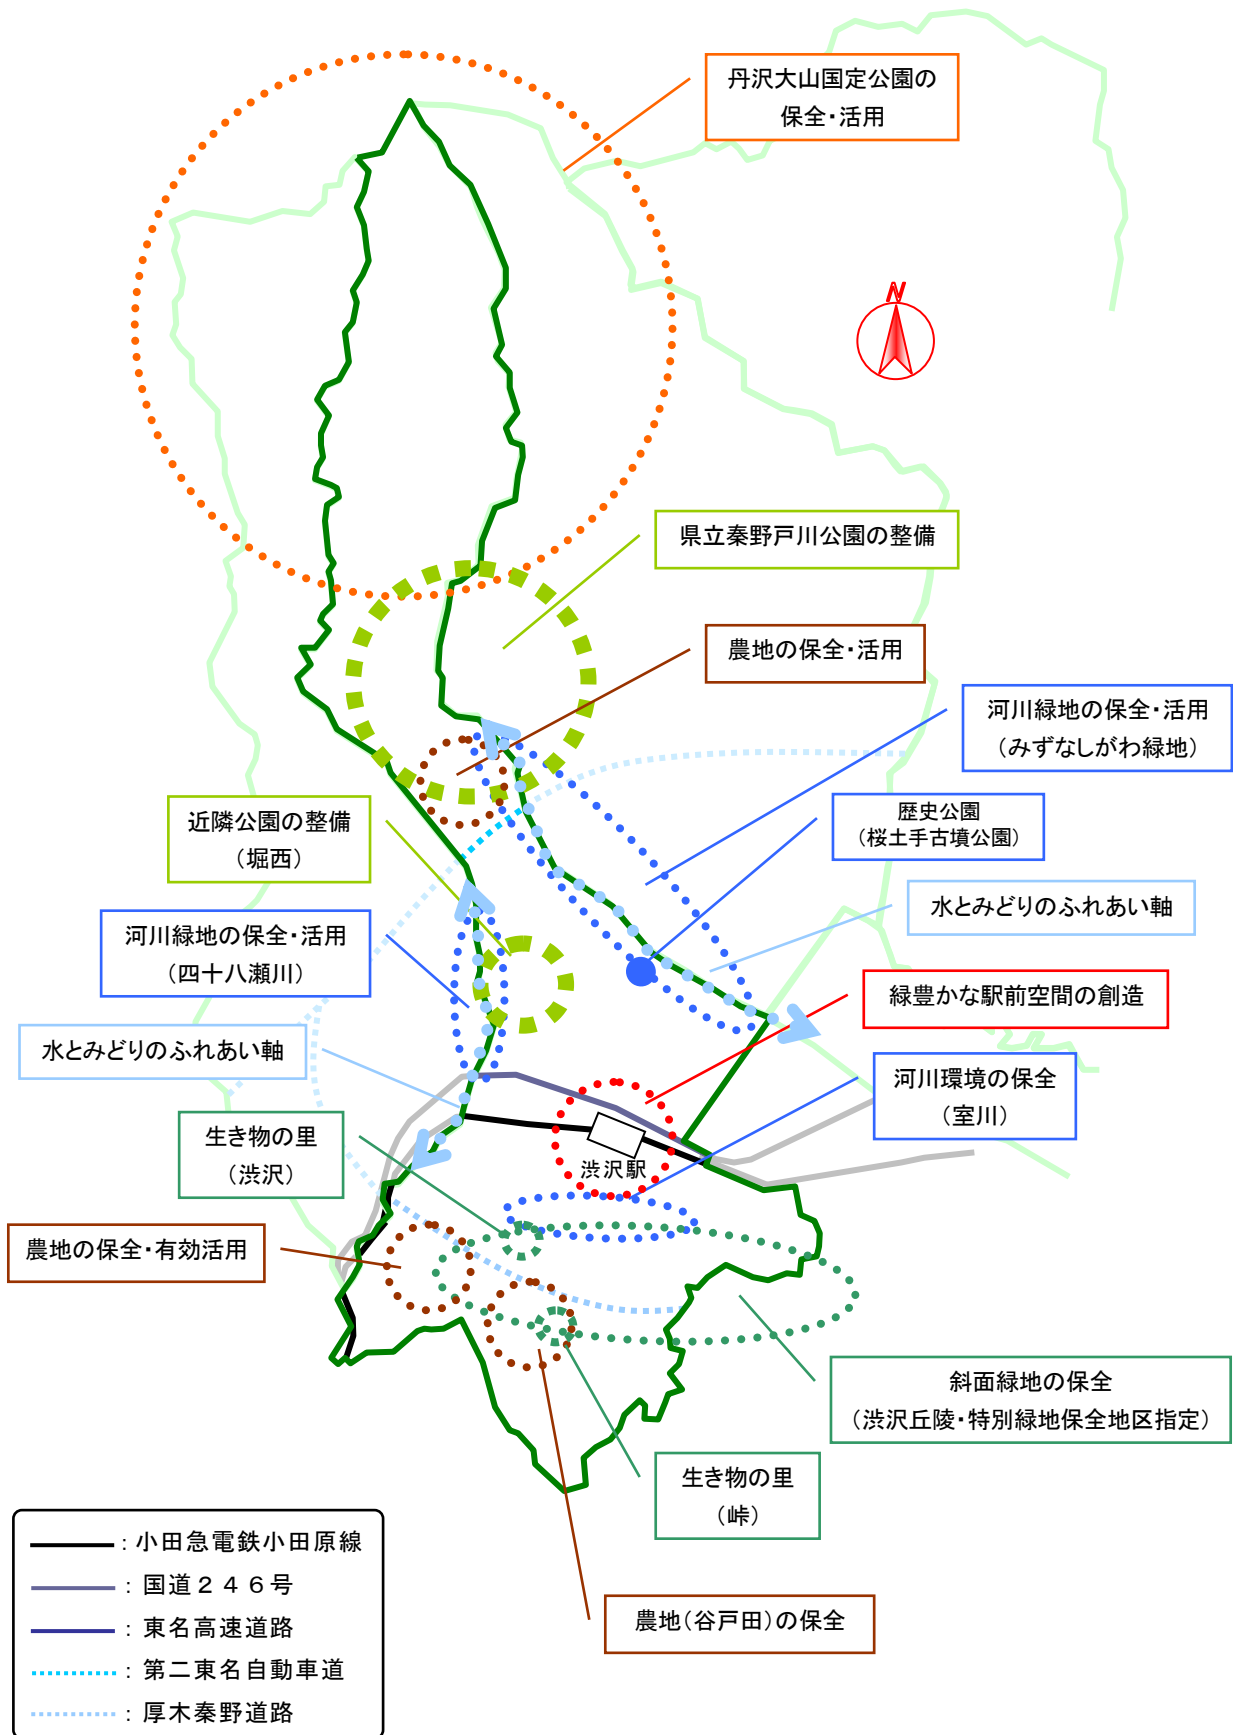 丹沢大山国定公園の
保全・活用
N
県立秦野戸川公園の整備
農地の保全・活用
河川緑地の保全・活用
（みずなしがわ緑地）
近隣公園の整備
（堀西）
歴史公園
（桜土手古墳公園）
水とみどりのふれあい軸
河川緑地の保全・活用
（四十八瀬川）
緑豊かな駅前空間の創造
水とみどりのふれあい軸
河川環境の保全
（室川）
生き物の里
（渋沢）
渋沢駅
農地の保全・有効活用
斜面緑地の保全
（渋沢丘陵・特別緑地保全地区指定）
生き物の里
（峠）
農地（谷戸田）の保全
：小田急電鉄小田原線
：国道２４６号
：東名高速道路
：第二東名自動車道
：厚木秦野道路